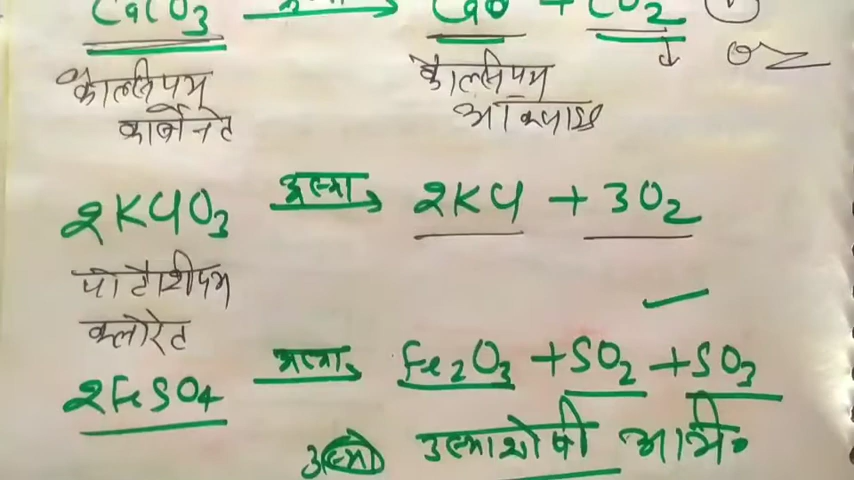 CaCO3 → CaO + CO2
कैल्सियम कैल्सियम
कार्बोनेट ऑक्साइड
2KClO3 ऊष्मा → 2KCl + 3O2
पोटैशियम
क्लोरेट
2FeSO4 ऊष्मा → Fe2O3 + SO2 + SO3
ऊष्माशोषी अभि०